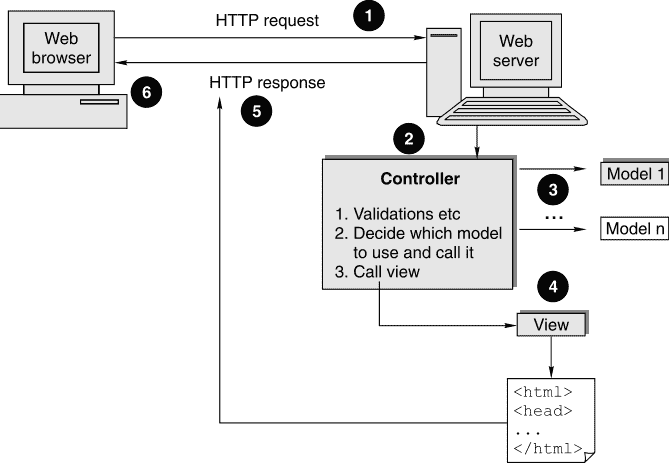 HTTP request
1
Web
browser
Web
server
6
HTTP response
5
2
Controller
1. Validations etc
2. Decide which model
to use and call it
3. Call view
Model 1
3
...
Model n
4
View
<html>
<head>
...
</html>